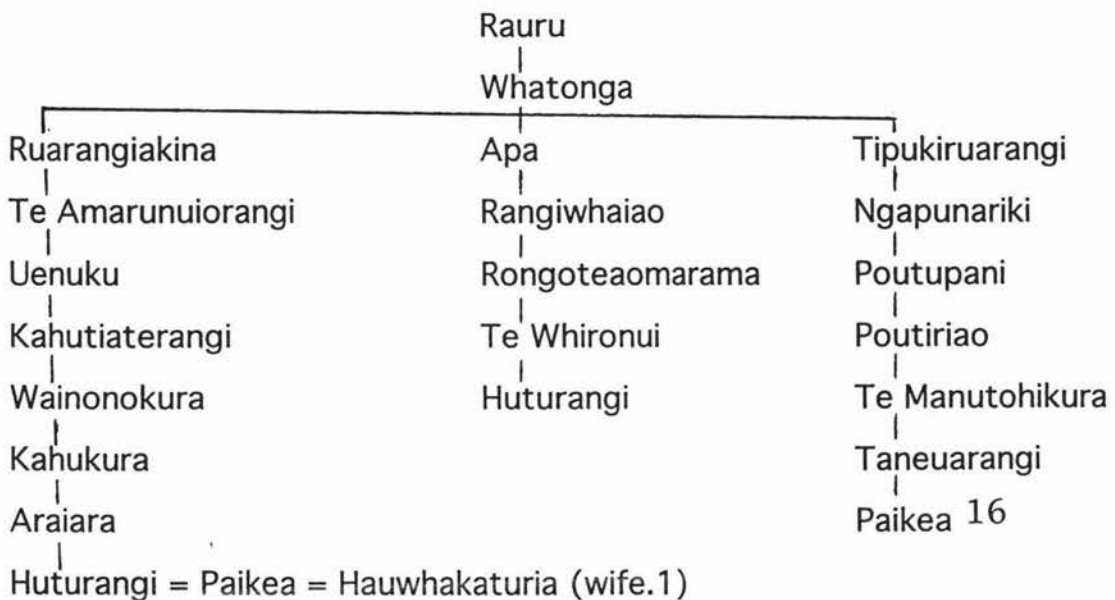 Rauru
Whatonga
Ruarangiakina Apa Tipukiruarangi
Te Amarunuiorangi Rangiwhaiao Ngapunariki
Uenuku Rongoteaomarama Poutupani
Kahutiaterangi Te Whironui Poutiriao
Wainonokura Huturangi Te Manutohikura
Kahukura Taneuarangi
Araiara Paikea 16
Huturangi = Paikea = Hauwhakaturia (wife.1)